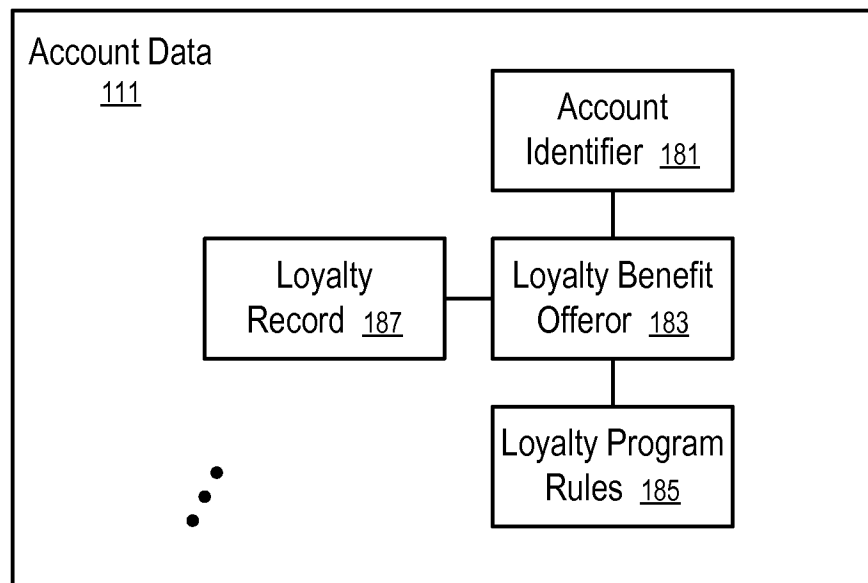 Account Data
111
Account
Identifier 181
Loyalty
Record 187
Loyalty Benefit
Offeror 183
Loyalty Program
Rules 185